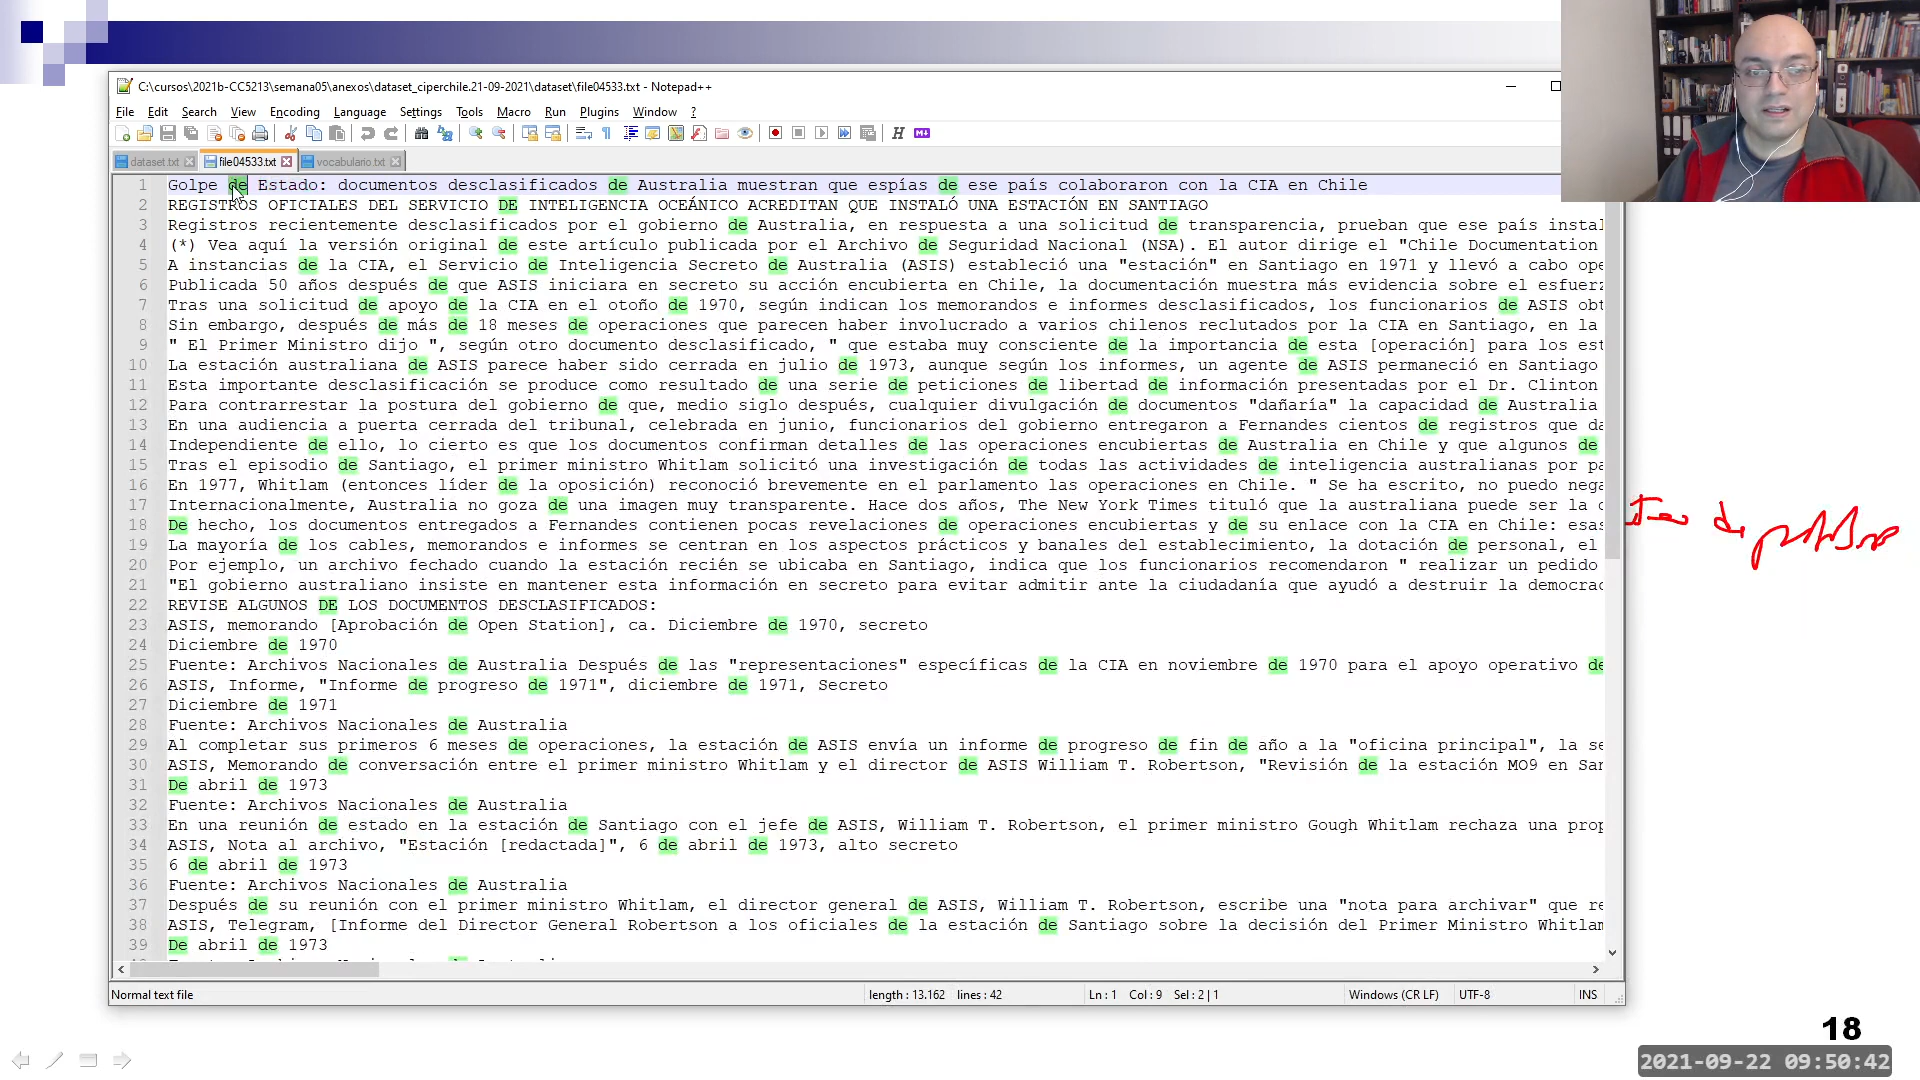 C:\cursos\2021b-CC5213\semana05\anexos\dataset_ciperchile.21-09-2021\dataset\file04533.txt - Notepad++
File Edit Search View Encoding Language Settings Tools Macro Run Plugins Window ?
dataset.txt file04533.txt vocabulario.txt
1 Golpe de Estado: documentos desclasificados de Australia muestran que espías de ese país colaboraron con la CIA en Chile
2 REGISTROS OFICIALES DEL SERVICIO DE INTELIGENCIA OCEÁNICO ACREDITAN QUE INSTALÓ UNA ESTACIÓN EN SANTIAGO
3 Registros recientemente desclasificados por el gobierno de Australia, en respuesta a una solicitud de transparencia, prueban que ese país instal
4 (*) Vea aquí la versión original de este artículo publicada por el Archivo de Seguridad Nacional (NSA). El autor dirige el "Chile Documentation
5 A instancias de la CIA, el Servicio de Inteligencia Secreto de Australia (ASIS) estableció una "estación" en Santiago en 1971 y llevó a cabo ope
6 Publicada 50 años después de que ASIS iniciara en secreto su acción encubierta en Chile, la documentación muestra más evidencia sobre el esfuerz
7 Tras una solicitud de apoyo de la CIA en el otoño de 1970, según indican los memorandos e informes desclasificados, los funcionarios de ASIS obt
8 Sin embargo, después de más de 18 meses de operaciones que parecen haber involucrado a varios chilenos reclutados por la CIA en Santiago, en la
9 " El Primer Ministro dijo ", según otro documento desclasificado, " que estaba muy consciente de la importancia de esta [operación] para los est
10 La estación australiana de ASIS parece haber sido cerrada en julio de 1973, aunque según los informes, un agente de ASIS permaneció en Santiago
11 Esta importante desclasificación se produce como resultado de una serie de peticiones de libertad de información presentadas por el Dr. Clinton
12 Para contrarrestar la postura del gobierno de que, medio siglo después, cualquier divulgación de documentos "dañaría" la capacidad de Australia
13 En una audiencia a puerta cerrada del tribunal, celebrada en junio, funcionarios del gobierno entregaron a Fernandes cientos de registros que da
14 Independiente de ello, lo cierto es que los documentos confirman detalles de las operaciones encubiertas de Australia en Chile y que algunos de
15 Tras el episodio de Santiago, el primer ministro Whitlam solicitó una investigación de todas las actividades de inteligencia australianas por pa
16 En 1977, Whitlam (entonces líder de la oposición) reconoció brevemente en el parlamento las operaciones en Chile. " Se ha escrito, no puedo nega
17 Internacionalmente, Australia no goza de una imagen muy transparente. Hace dos años, The New York Times tituló que la australiana puede ser la
18 De hecho, los documentos entregados a Fernandes contienen pocas revelaciones de operaciones encubiertas y de su enlace con la CIA en Chile: esas
19 La mayoría de los cables, memorandos e informes se centran en los aspectos prácticos y banales del establecimiento, la dotación de personal, el
20 Por ejemplo, un archivo fechado cuando la estación recién se ubicaba en Santiago, indica que los funcionarios recomendaron " realizar un pedido
21 "El gobierno australiano insiste en mantener esta información en secreto para evitar admitir ante la ciudadanía que ayudó a destruir la democrac
22 REVISE ALGUNOS DE LOS DOCUMENTOS DESCLASIFICADOS:
23 ASIS, memorando [Aprobación de Open Station], ca. Diciembre de 1970, secreto
24 Diciembre de 1970
25 Fuente: Archivos Nacionales de Australia Después de las "representaciones" específicas de la CIA en noviembre de 1970 para el apoyo operativo de
26 ASIS, Informe, "Informe de progreso de 1971", diciembre de 1971, Secreto
27 Diciembre de 1971
28 Fuente: Archivos Nacionales de Australia
29 Al completar sus primeros 6 meses de operaciones, la estación de ASIS envía un informe de progreso de fin de año a la "oficina principal", la se
30 ASIS, Memorando de conversación entre el primer ministro Whitlam y el director de ASIS William T. Robertson, "Revisión de la estación MO9 en San
31 De abril de 1973
32 Fuente: Archivos Nacionales de Australia
33 En una reunión de estado en la estación de Santiago con el jefe de ASIS, William T. Robertson, el primer ministro Gough Whitlam rechaza una prop
34 ASIS, Nota al archivo, "Estación [redactada]", 6 de abril de 1973, alto secreto
35 6 de abril de 1973
36 Fuente: Archivos Nacionales de Australia
37 Después de su reunión con el primer ministro Whitlam, el director general de ASIS, William T. Robertson, escribe una "nota para archivar" que re
38 ASIS, Telegram, [Informe del Director General Robertson a los oficiales de la estación de Santiago sobre la decisión del Primer Ministro Whitlam
39 De abril de 1973
Normal text file length : 13.162 lines : 42 Ln : 1 Col : 9 Sel : 2 | 1 Windows (CR LF) UTF-8 INS
de
18
2021-09-22 09:50:42